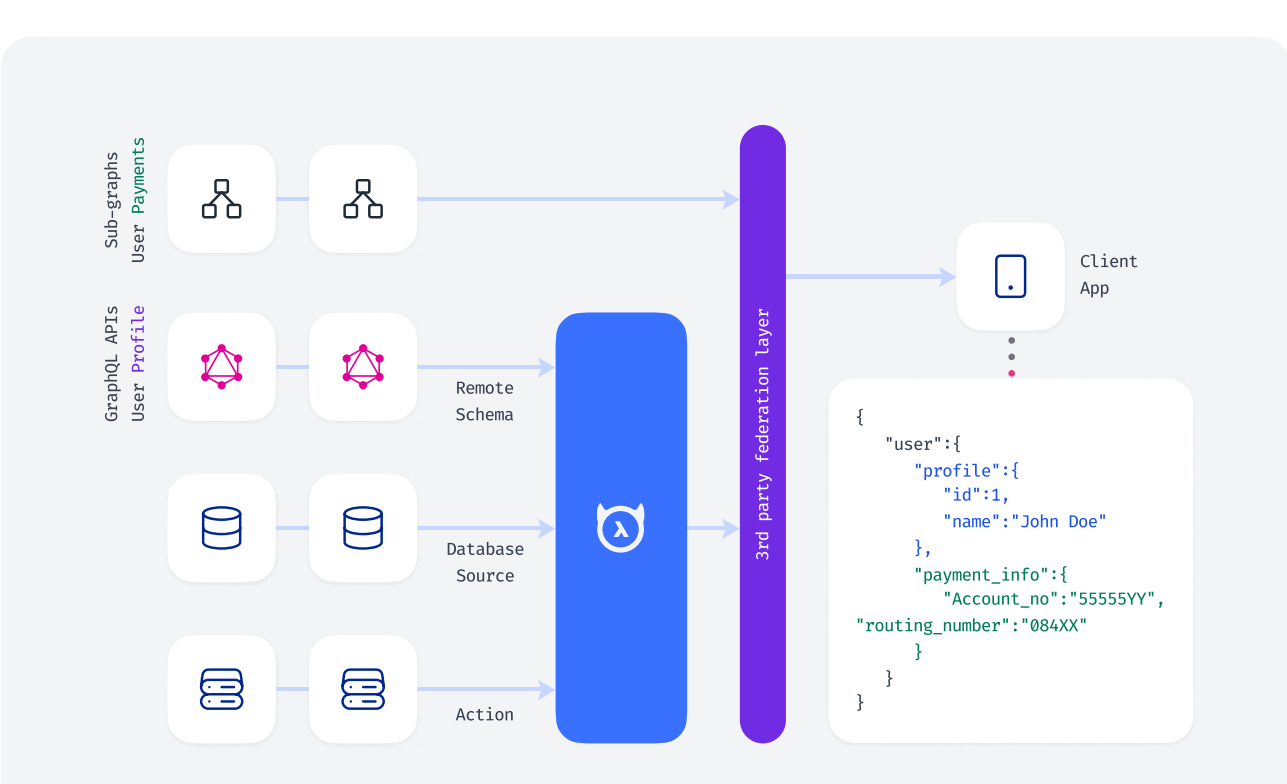 Sub-graphs
User Payments
GraphQL APIs
User Profile
Remote
Schema
Database
Source
Action
λ
3rd party federation layer
Client
App
{
"user":{
"profile":{
"id":1,
"name":"John Doe"
},
"payment_info":{
"Account_no":"55555YY",
"routing_number":"084XX"
}
}
}